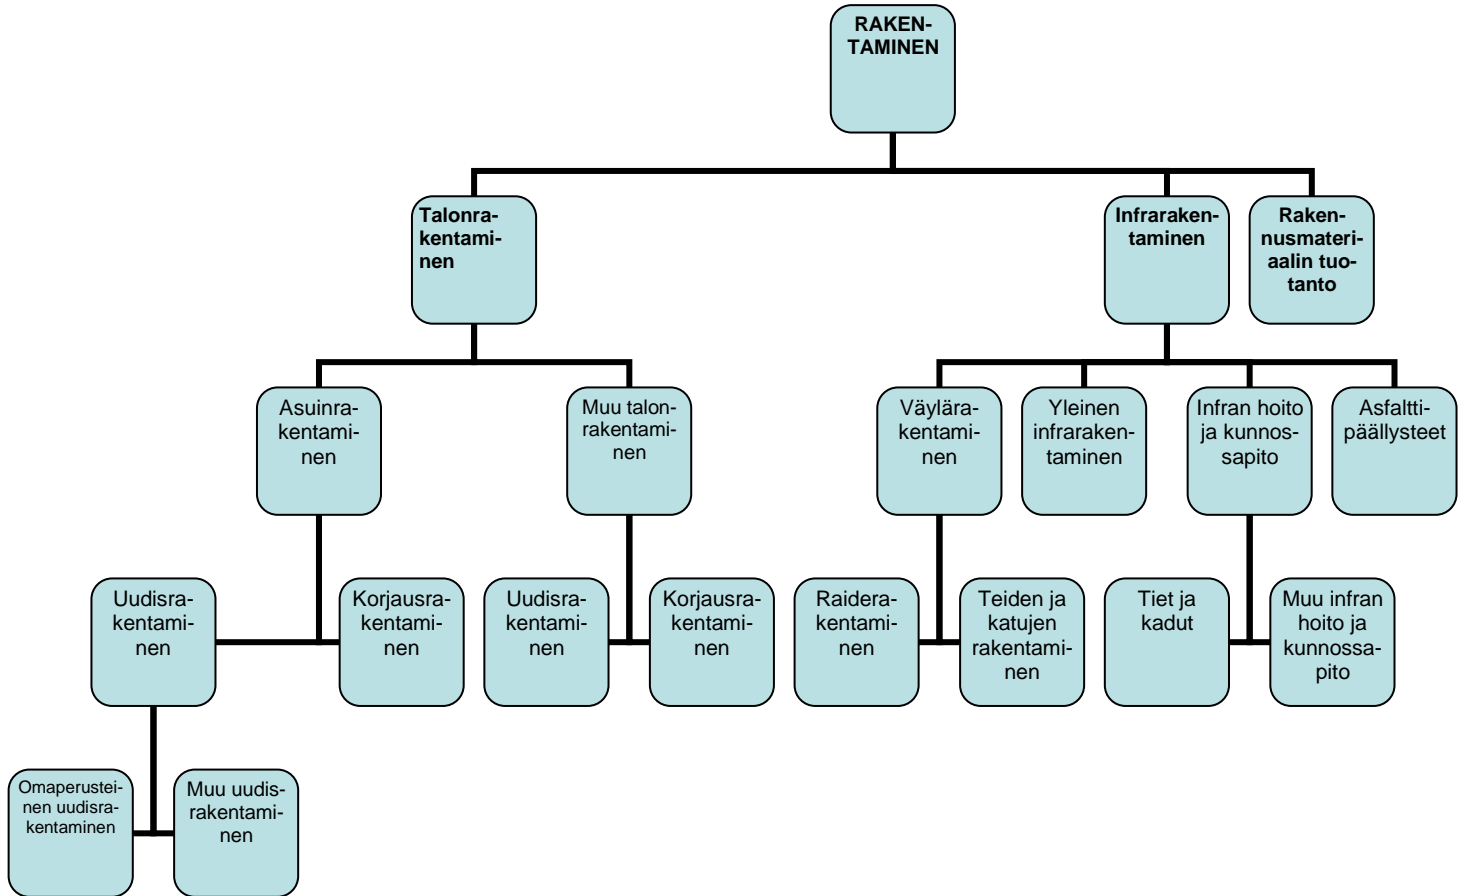 RAKEN-
TAMINEN
Talonra-
kentami-
nen
Infraraken-
taminen
Raken-
nusmateri-
aalin tuo-
tanto
Asuinra-
kentami-
nen
Muu talon-
rakentami-
nen
Väylära-
kentami-
nen
Yleinen
infraraken-
taminen
Infran hoito
ja kunnos-
sapito
Asfaltti-
päällysteet
Uudisra-
kentami-
nen
Korjausra-
kentami-
nen
Uudisra-
kentami-
nen
Korjausra-
kentami-
nen
Raidera-
kentami-
nen
Teiden ja
katujen
rakentami-
nen
Tiet ja
kadut
Muu infran
hoito ja
kunnossa-
pito
Omaperustei-
nen uudisra-
kentaminen
Muu uudis-
rakentami-
nen